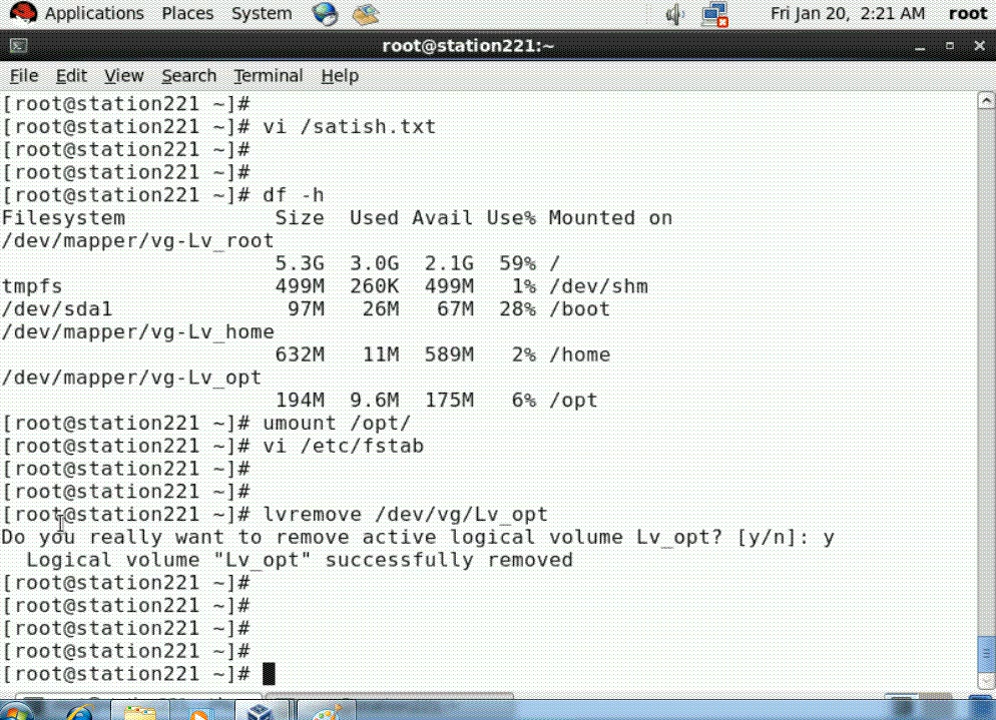 Applications Places System Fri Jan 20, 2:21 AM root
root@station221:~
File Edit View Search Terminal Help
[root@station221 ~]#
[root@station221 ~]# vi /satish.txt
[root@station221 ~]#
[root@station221 ~]#
[root@station221 ~]# df -h
Filesystem Size Used Avail Use% Mounted on
/dev/mapper/vg-Lv_root
5.3G 3.0G 2.1G 59% /
tmpfs 499M 260K 499M 1% /dev/shm
/dev/sda1 97M 26M 67M 28% /boot
/dev/mapper/vg-Lv_home
632M 11M 589M 2% /home
/dev/mapper/vg-Lv_opt
194M 9.6M 175M 6% /opt
[root@station221 ~]# umount /opt/
[root@station221 ~]# vi /etc/fstab
[root@station221 ~]#
[root@station221 ~]#
[root@station221 ~]# lvremove /dev/vg/Lv_opt
Do you really want to remove active logical volume Lv_opt? [y/n]: y
Logical volume "Lv_opt" successfully removed
[root@station221 ~]#
[root@station221 ~]#
[root@station221 ~]#
[root@station221 ~]#
[root@station221 ~]#